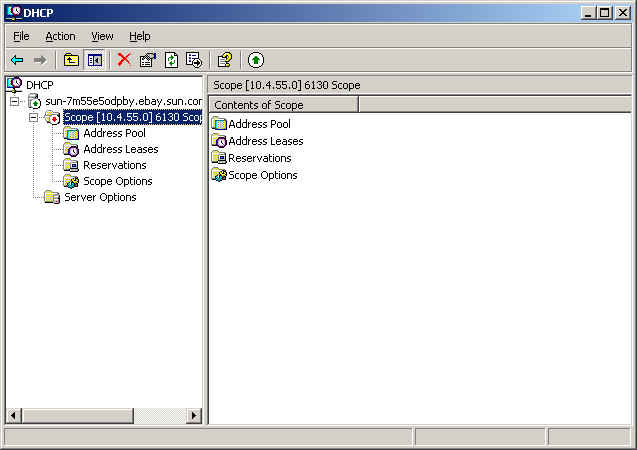 DHCP
File Action View Help
DHCP
sun-7m55e5odpby.ebay.sun.cor
Scope [10.4.55.0] 6130 Scop
Address Pool
Address Leases
Reservations
Scope Options
Server Options
Scope [10.4.55.0] 6130 Scope
Contents of Scope
Address Pool
Address Leases
Reservations
Scope Options